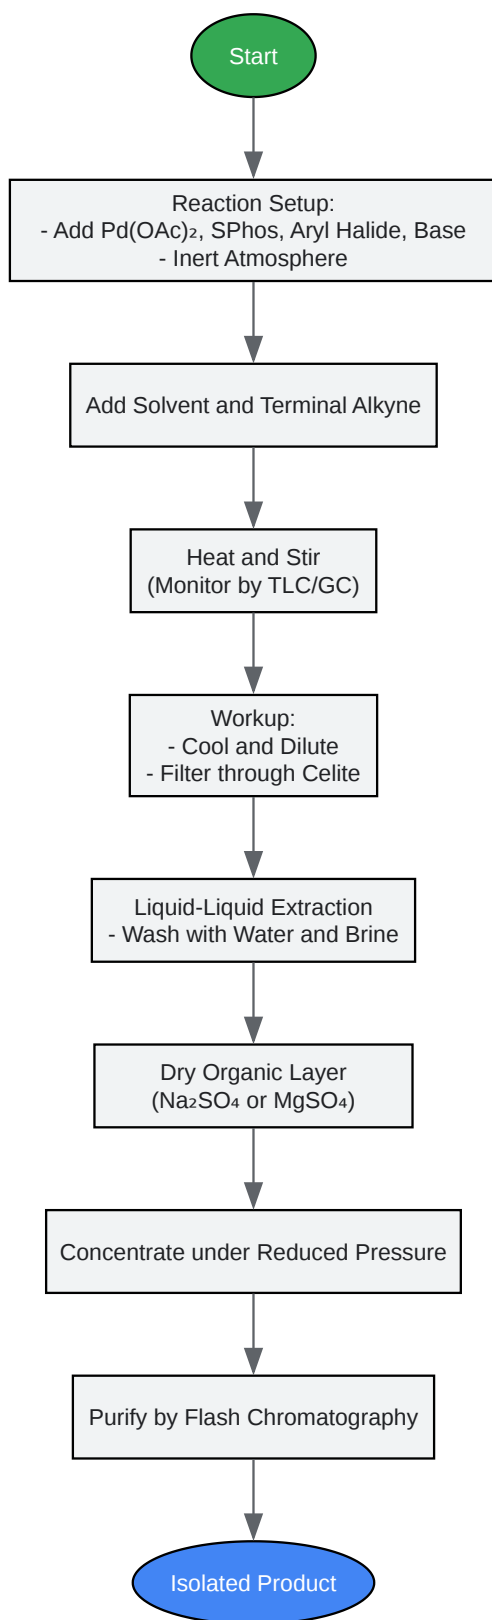 Start
Reaction Setup:
- Add Pd(OAc)₂, SPhos, Aryl Halide, Base
- Inert Atmosphere
Add Solvent and Terminal Alkyne
Heat and Stir
(Monitor by TLC/GC)
Workup:
- Cool and Dilute
- Filter through Celite
Liquid-Liquid Extraction
- Wash with Water and Brine
Dry Organic Layer
(Na₂SO₄ or MgSO₄)
Concentrate under Reduced Pressure
Purify by Flash Chromatography
Isolated Product